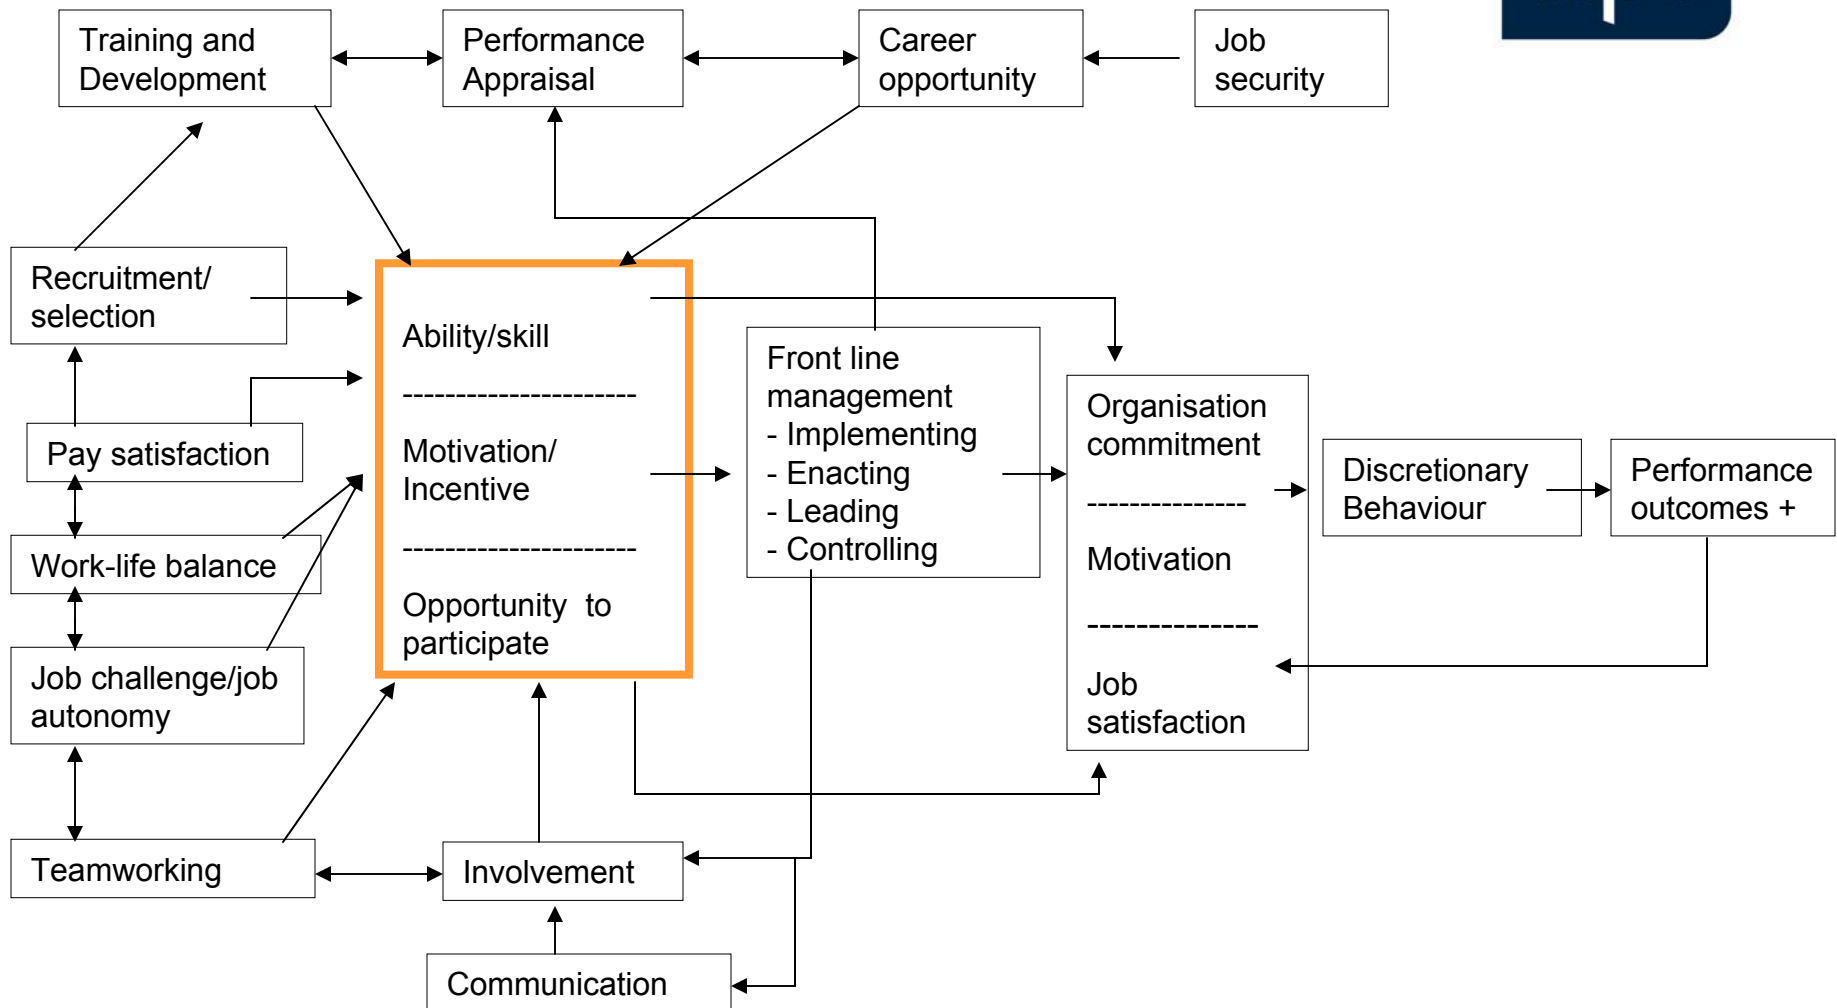 Training and
Development
Performance
Appraisal
Career
opportunity
Job
security
Recruitment/
selection
Pay satisfaction
Work-life balance
Job challenge/job
autonomy
Teamworking
Ability/skill
----------------------
Motivation/
Incentive
----------------------
Opportunity to
participate
Front line
management
- Implementing
- Enacting
- Leading
- Controlling
Organisation
commitment
---------------
Motivation
--------------
Job
satisfaction
Discretionary
Behaviour
Performance
outcomes +
Involvement
Communication